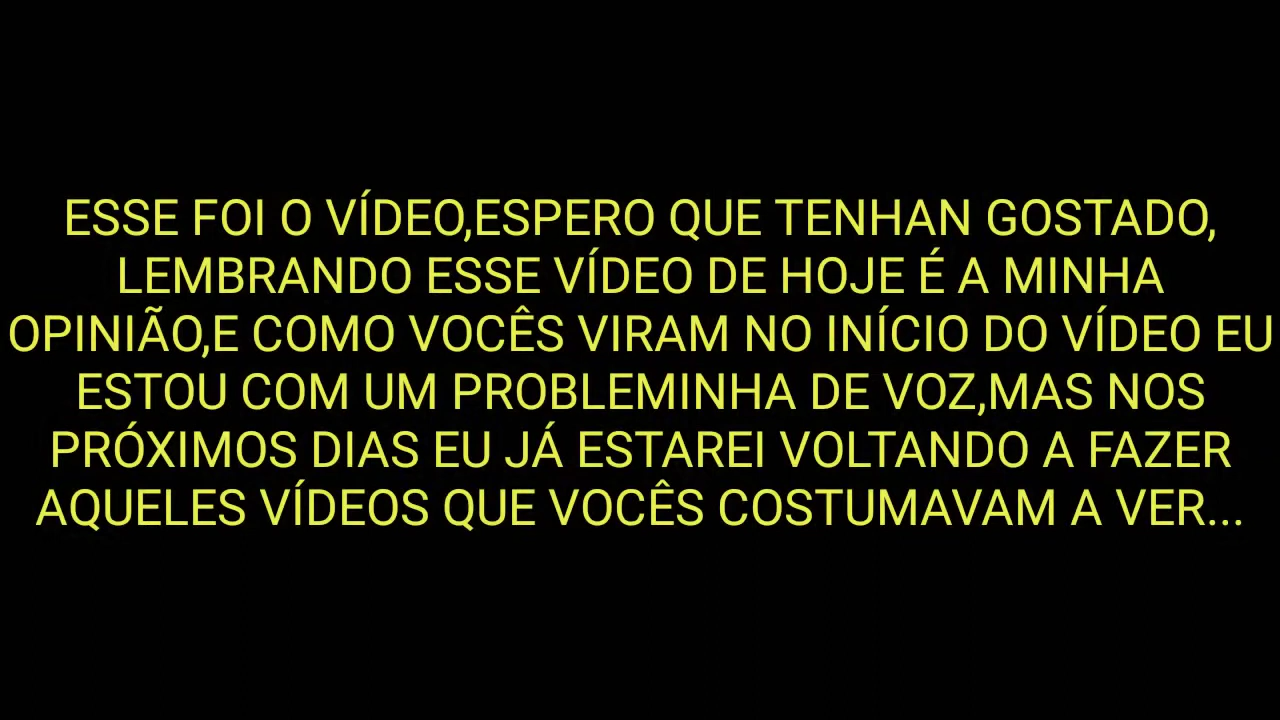 ESSE FOI O VÍDEO,ESPERO QUE TENHAN GOSTADO,
LEMBRANDO ESSE VÍDEO DE HOJE É A MINHA
OPINIÃO,E COMO VOCÊS VIRAM NO INÍCIO DO VÍDEO EU
ESTOU COM UM PROBLEMINHA DE VOZ,MAS NOS
PRÓXIMOS DIAS EU JÁ ESTAREI VOLTANDO A FAZER
AQUELES VÍDEOS QUE VOCÊS COSTUMAVAM A VER...